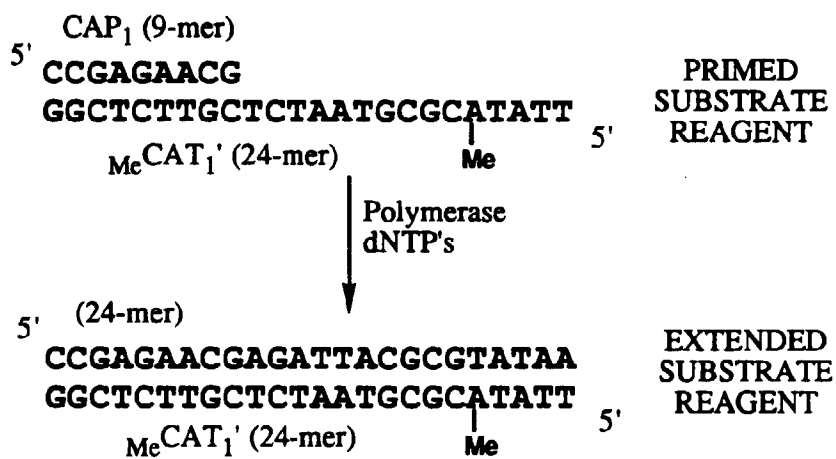 CAP₁ (9-mer)
5'
CCGAGAACG
GGCTCTTGCTCTAATGCGCATATT
5'
Me
MeCAT₁' (24-mer)
PRIMED
SUBSTRATE
REAGENT
Polymerase
dNTP's
5' (24-mer)
CCGAGAACGAGATTACGCGTATAA
GGCTCTTGCTCTAATGCGCATATT
5'
Me
MeCAT₁' (24-mer)
EXTENDED
SUBSTRATE
REAGENT